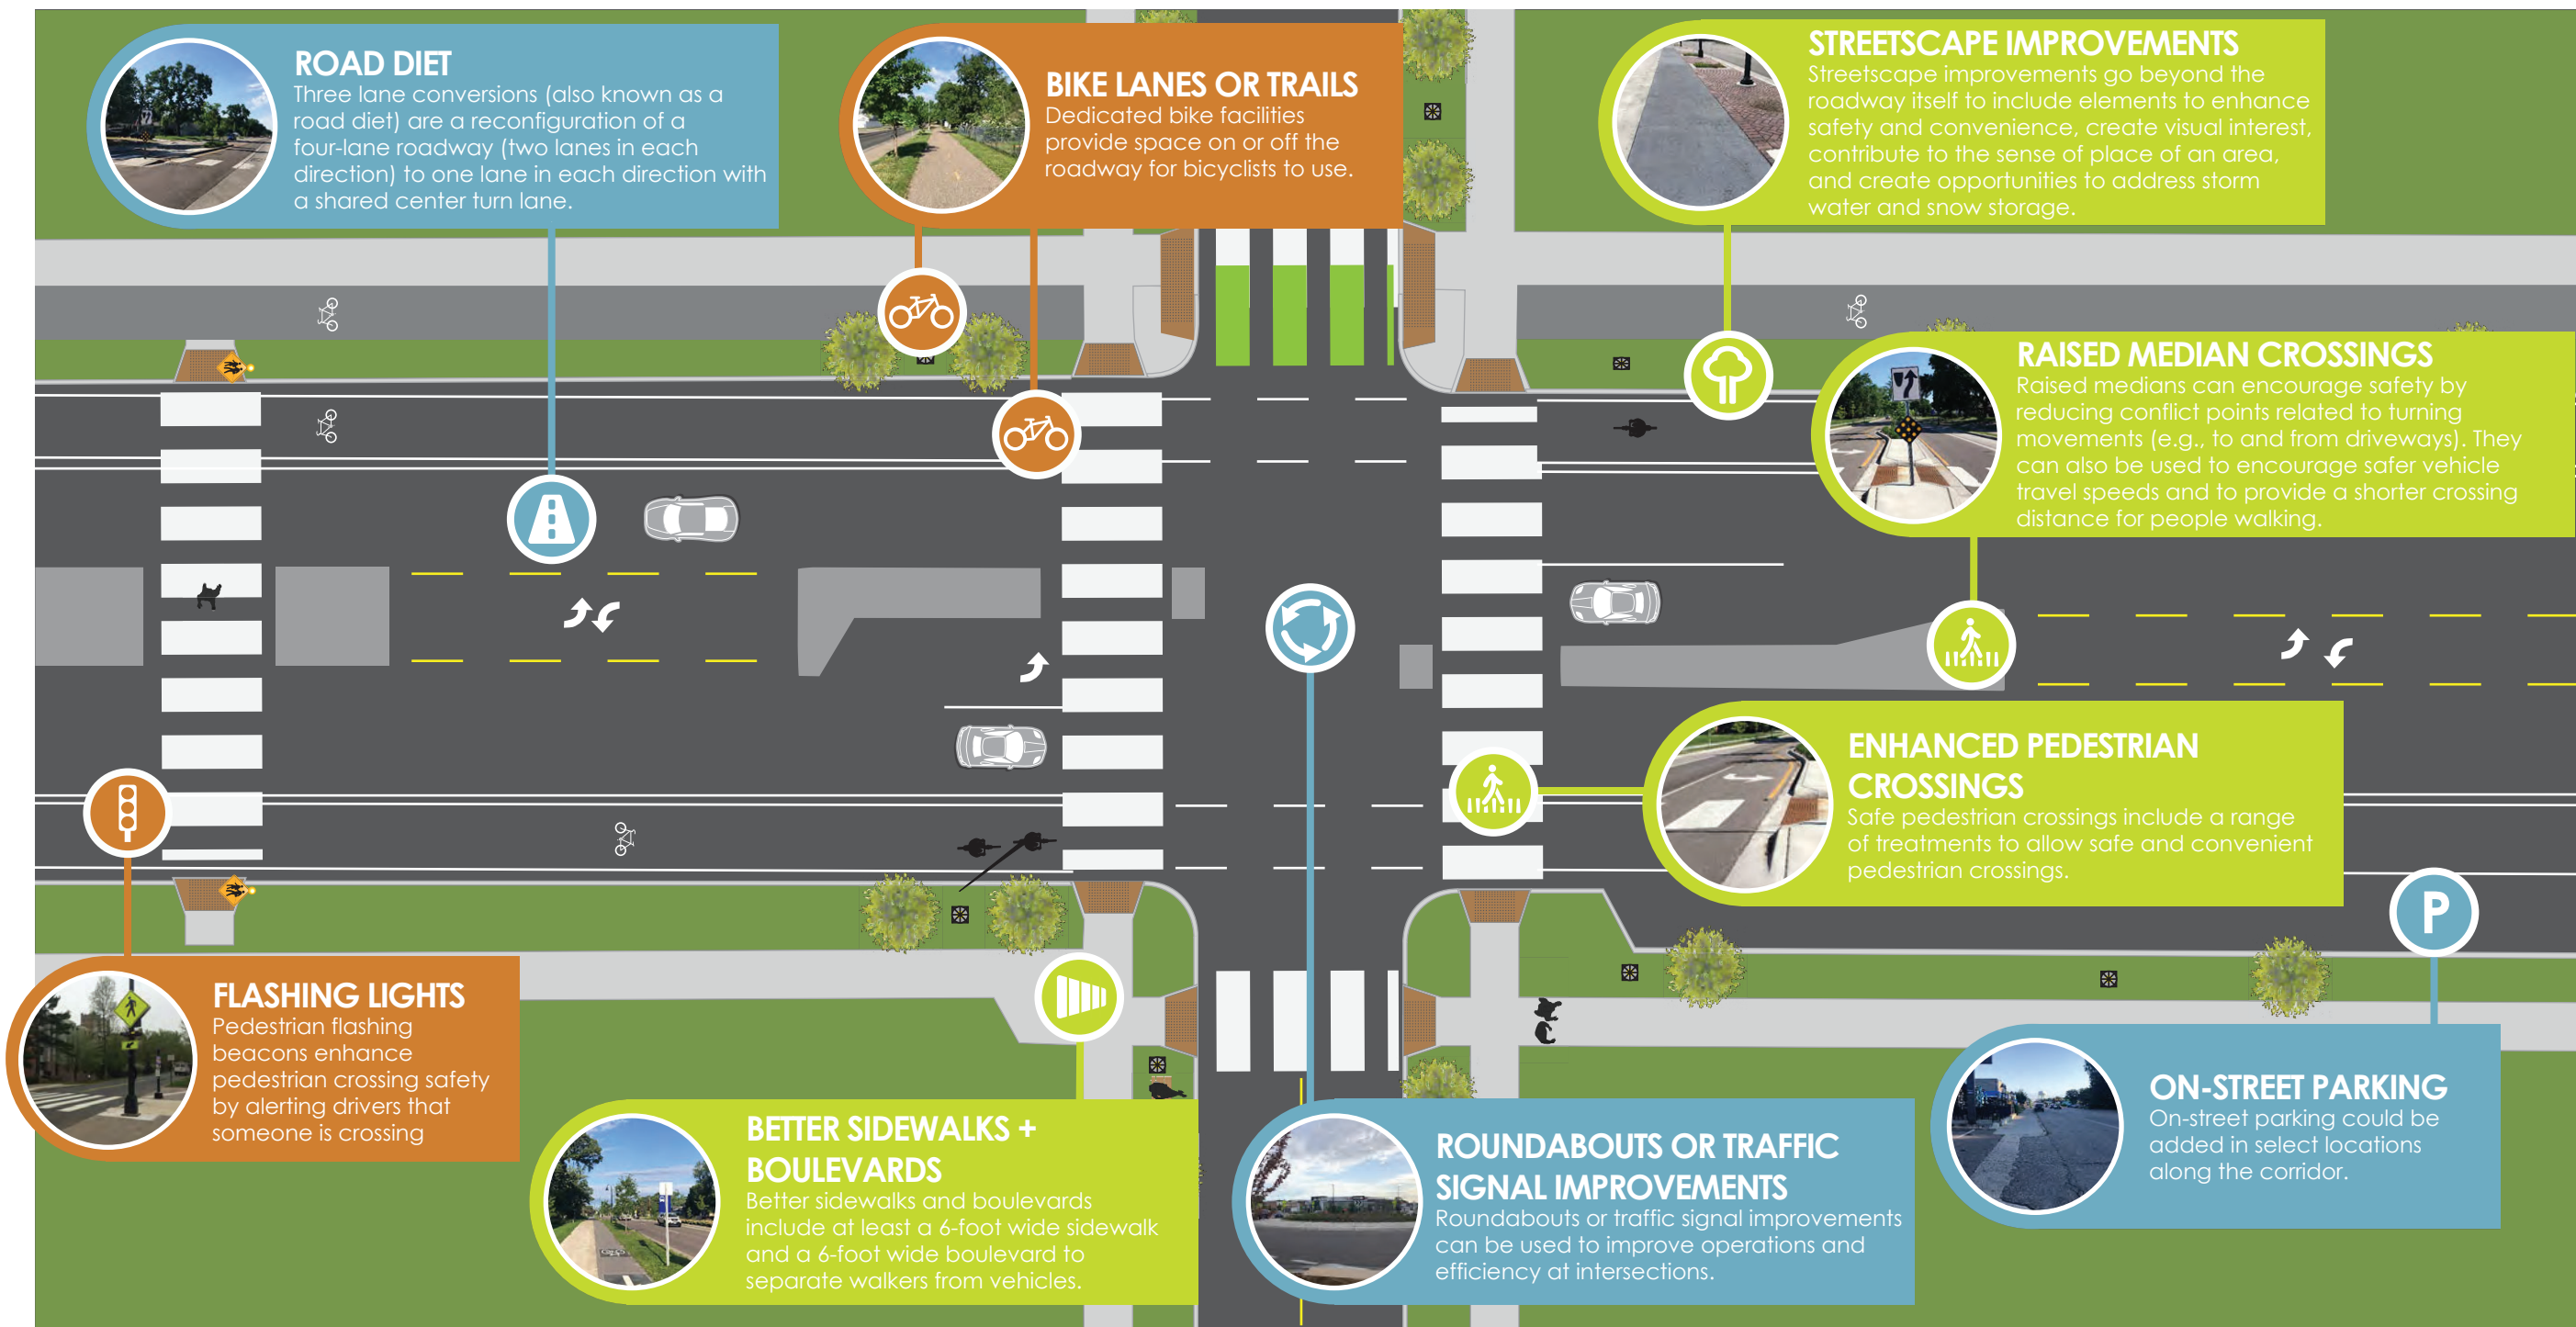 ROAD DIET
Three lane conversions (also known as a
road diet) are a reconfiguration of a
four-lane roadway (two lanes in each
direction) to one lane in each direction with
a shared center turn lane.
BIKE LANES OR TRAILS
Dedicated bike facilities
provide space on or off the
roadway for bicyclists to use.
STREETSCAPE IMPROVEMENTS
Streetscape improvements go beyond the
roadway itself to include elements to enhance
safety and convenience, create visual interest,
contribute to the sense of place of an area,
and create opportunities to address storm
water and snow storage.
RAISED MEDIAN CROSSINGS
Raised medians can encourage safety by
reducing conflict points related to turning
movements (e.g., to and from driveways). They
can also be used to encourage safer vehicle
travel speeds and to provide a shorter crossing
distance for people walking.
ENHANCED PEDESTRIAN
CROSSINGS
Safe pedestrian crossings include a range
of treatments to allow safe and convenient
pedestrian crossings.
P
FLASHING LIGHTS
Pedestrian flashing
beacons enhance
pedestrian crossing safety
by alerting drivers that
someone is crossing
BETTER SIDEWALKS +
BOULEVARDS
Better sidewalks and boulevards
include at least a 6-foot wide sidewalk
and a 6-foot wide boulevard to
separate walkers from vehicles.
ROUNDABOUTS OR TRAFFIC
SIGNAL IMPROVEMENTS
Roundabouts or traffic signal improvements
can be used to improve operations and
efficiency at intersections.
ON-STREET PARKING
On-street parking could be
added in select locations
along the corridor.